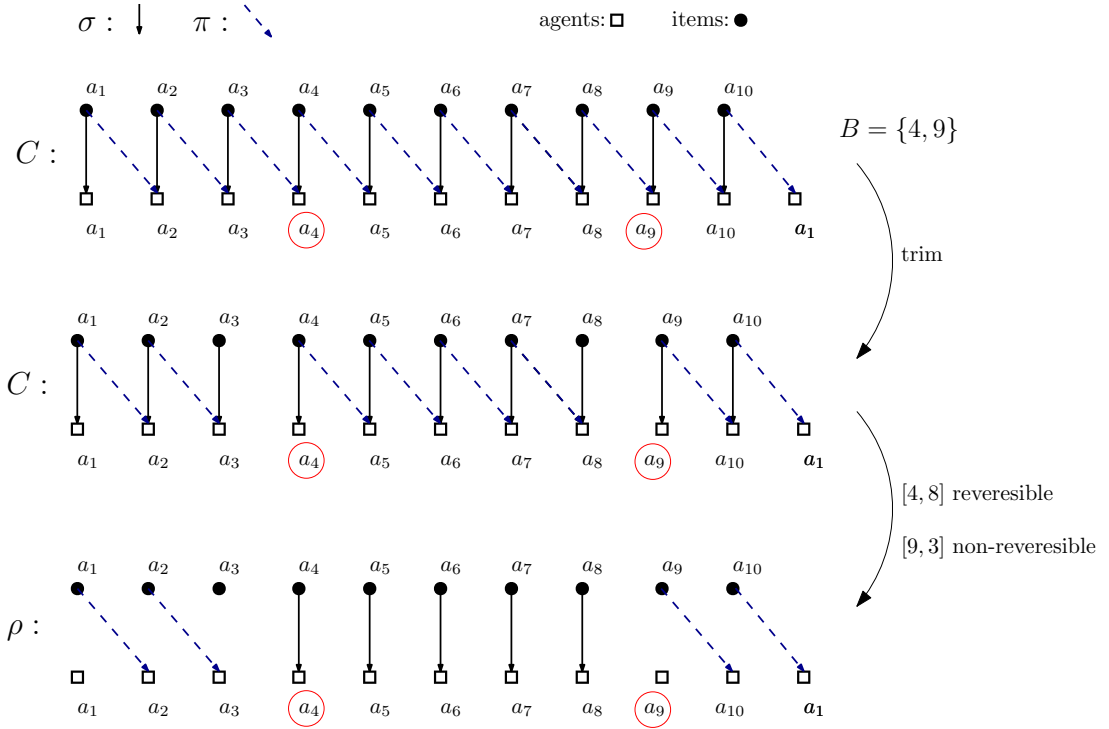 σ : π : agents: items:
a₁ a₂ a₃ a₄ a₅ a₆ a₇ a₈ a₉ a₁₀
C : B = {4, 9}
a₁ a₂ a₃ a₄ a₅ a₆ a₇ a₈ a₉ a₁₀ a₁
trim
a₁ a₂ a₃ a₄ a₅ a₆ a₇ a₈ a₉ a₁₀
C :
a₁ a₂ a₃ a₄ a₅ a₆ a₇ a₈ a₉ a₁₀ a₁
[4, 8] reveresible
[9, 3] non-reveresible
a₁ a₂ a₃ a₄ a₅ a₆ a₇ a₈ a₉ a₁₀
ρ :
a₁ a₂ a₃ a₄ a₅ a₆ a₇ a₈ a₉ a₁₀ a₁